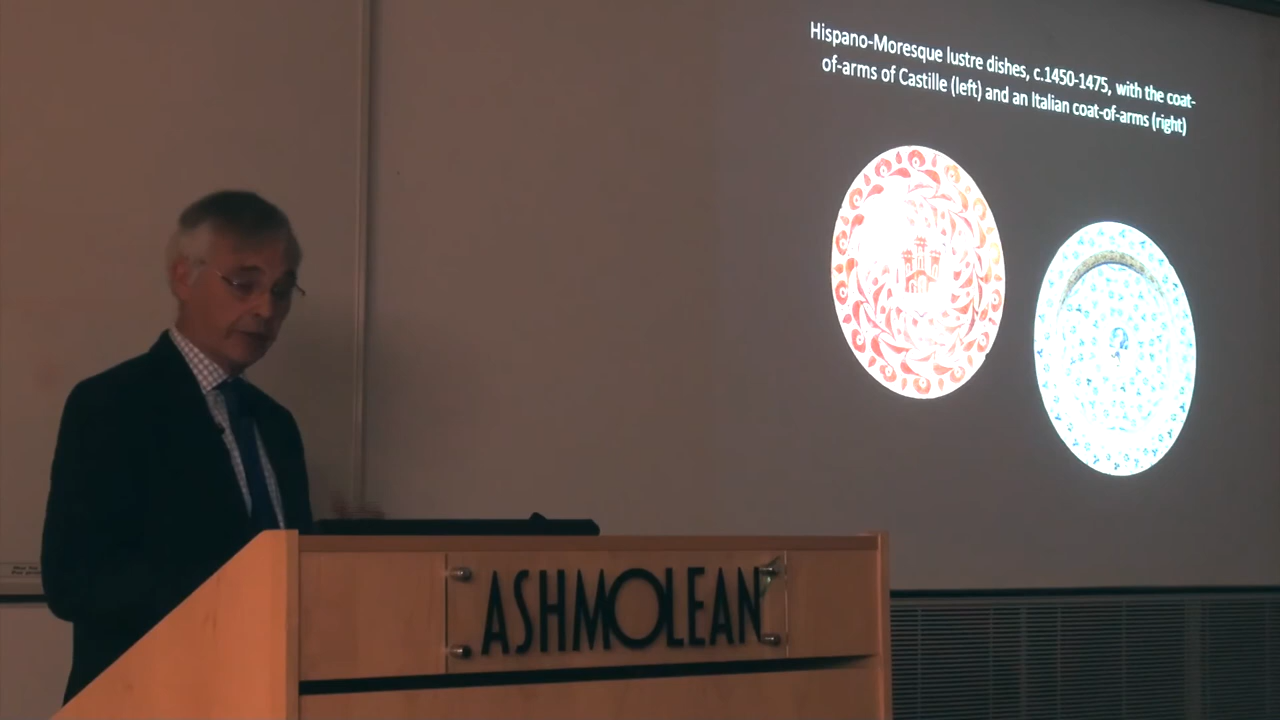 Hispano-Moresque lustre dishes, c.1450-1475, with the coat-
of-arms of Castille (left) and an Italian coat-of-arms (right)
ASHMOLEAN